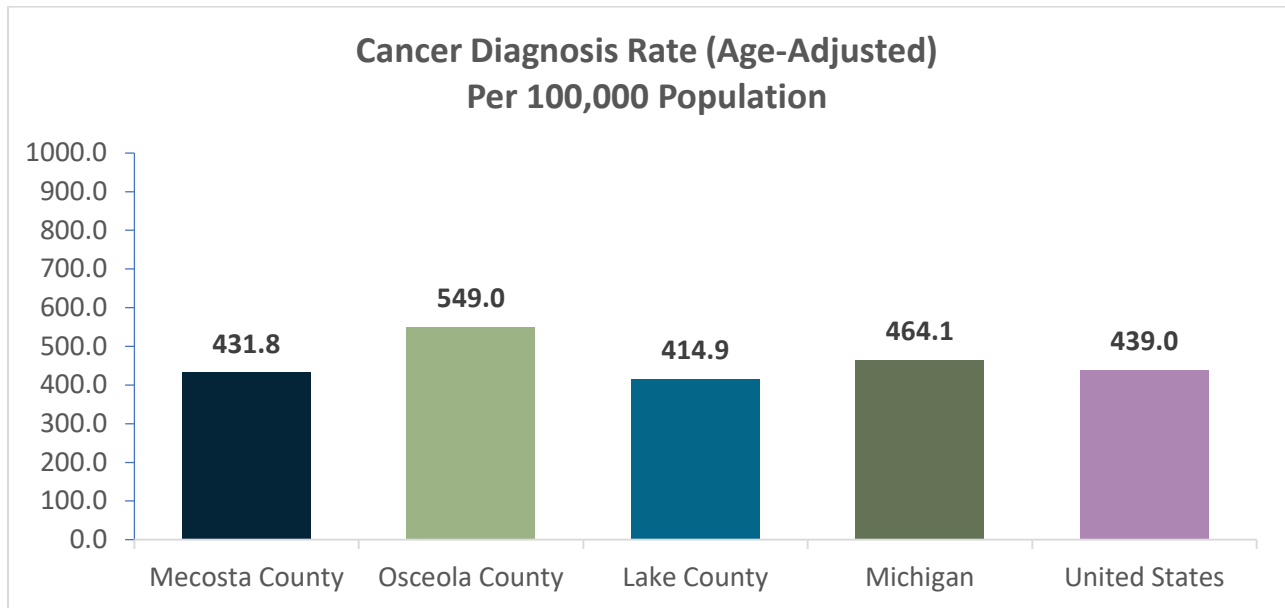 Cancer Diagnosis Rate (Age-Adjusted)
Per 100,000 Population
1000.0
900.0
800.0
700.0
600.0
500.0
400.0
300.0
200.0
100.0
0.0
431.8
549.0
414.9
464.1
439.0
Mecosta County
Osceola County
Lake County
Michigan
United States